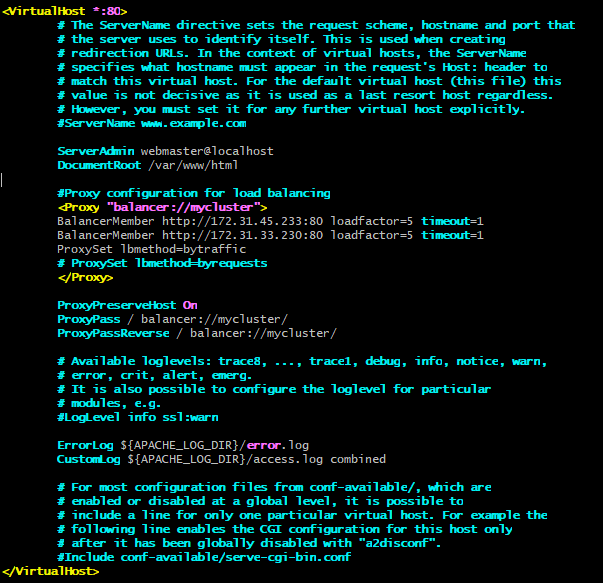 <VirtualHost *:80>
# The ServerName directive sets the request scheme, hostname and port that
# the server uses to identify itself. This is used when creating
# redirection URLs. In the context of virtual hosts, the ServerName
# specifies what hostname must appear in the request's Host: header to
# match this virtual host. For the default virtual host (this file) this
# value is not decisive as it is used as a last resort host regardless.
# However, you must set it for any further virtual host explicitly.
#ServerName www.example.com
ServerAdmin webmaster@localhost
DocumentRoot /var/www/html
#Proxy configuration for load balancing
<Proxy "balancer://mycluster">
BalancerMember http://172.31.45.233:80 loadfactor=5 timeout=1
BalancerMember http://172.31.33.230:80 loadfactor=5 timeout=1
ProxySet lbmethod=bytraffic
# ProxySet lbmethod=byrequests
</Proxy>
ProxyPreserveHost On
ProxyPass / balancer://mycluster/
ProxyPassReverse / balancer://mycluster/
# Available loglevels: trace8, ..., trace1, debug, info, notice, warn,
# error, crit, alert, emerg.
# It is also possible to configure the loglevel for particular
# modules, e.g.
#LogLevel info ssl:warn
ErrorLog ${APACHE_LOG_DIR}/error.log
CustomLog ${APACHE_LOG_DIR}/access.log combined
# For most configuration files from conf-available/, which are
# enabled or disabled at a global level, it is possible to
# include a line for only one particular virtual host. For example the
# following line enables the CGI configuration for this host only
# after it has been globally disabled with "a2disconf".
#Include conf-available/serve-cgi-bin.conf
</VirtualHost>